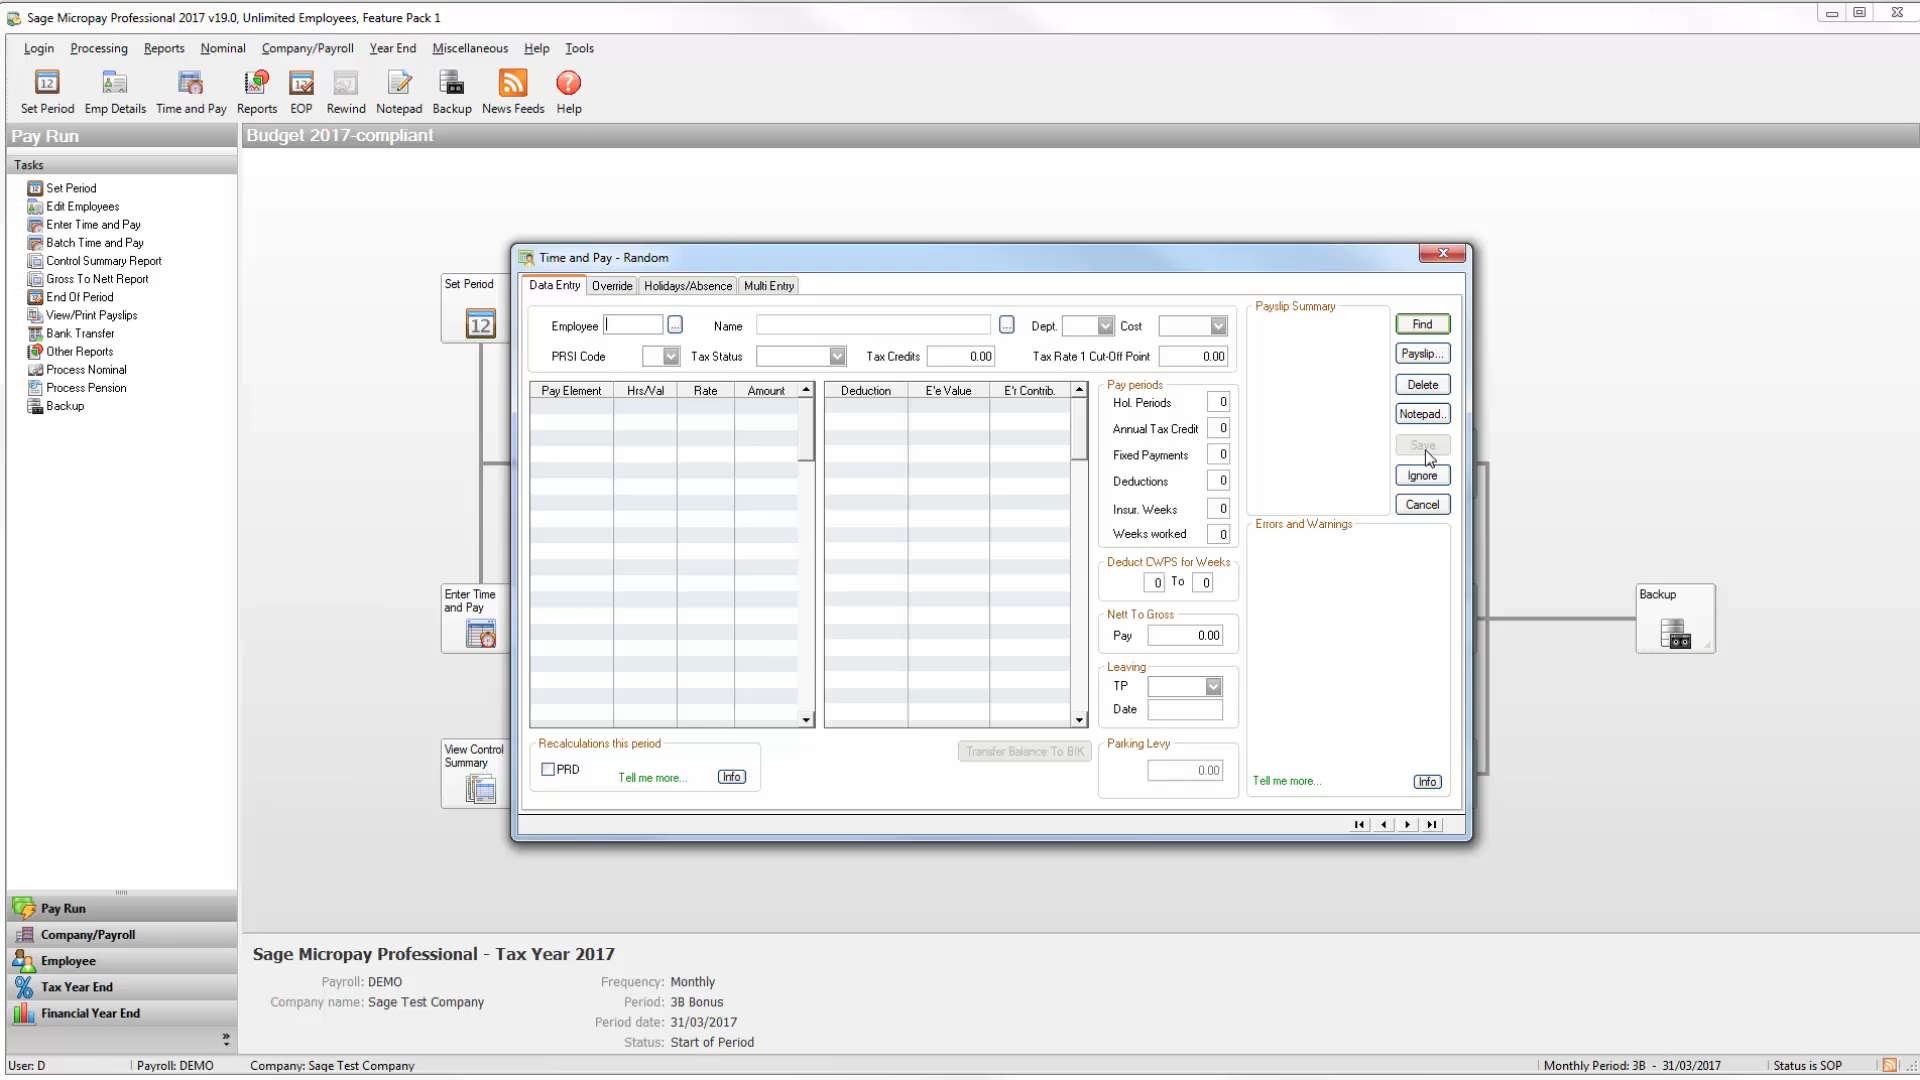 Sage Micropay Professional 2017 v19.0, Unlimited Employees, Feature Pack 1
Login Processing Reports Nominal Company/Payroll Year End Miscellaneous Help Tools
12
Set Period Emp Details Time and Pay Reports EOP Rewind Notepad Backup News Feeds Help
Pay Run
Budget 2017-compliant
Tasks
Set Period
Edit Employees
Enter Time and Pay
Batch Time and Pay
Control Summary Report
Gross To Nett Report
End Of Period
View/Print Payslips
Bank Transfer
Other Reports
Process Nominal
Process Pension
Backup
Set Period
12
Enter Time
and Pay
View Control
Summary
Backup
Time and Pay - Random
Data Entry Override Holidays/Absence Multi Entry
Employee ... Name ... Dept. Cost
PRSI Code Tax Status Tax Credits 0.00 Tax Rate 1 Cut-Off Point 0.00
Pay Element Hrs/Val Rate Amount
Deduction E'e Value E'r Contrib.
Pay periods
Hol. Periods 0
Annual Tax Credit 0
Fixed Payments 0
Deductions 0
Insur. Weeks 0
Weeks worked 0
Deduct CWPS for Weeks
0 To 0
Nett To Gross
Pay 0.00
Leaving
TP
Date
Parking Levy
0.00
Recalculations this period
PRD Tell me more... Info
Transfer Balance To BIK
Payslip Summary
Find
Payslip...
Delete
Notepad..
Save
Ignore
Cancel
Errors and Warnings
Tell me more... Info
Pay Run
Company/Payroll
Employee
Tax Year End
Financial Year End
Sage Micropay Professional - Tax Year 2017
Payroll: DEMO Frequency: Monthly
Company name: Sage Test Company Period: 3B Bonus
Period date: 31/03/2017
Status: Start of Period
User: D Payroll: DEMO Company: Sage Test Company Monthly Period: 3B - 31/03/2017 Status is SOP